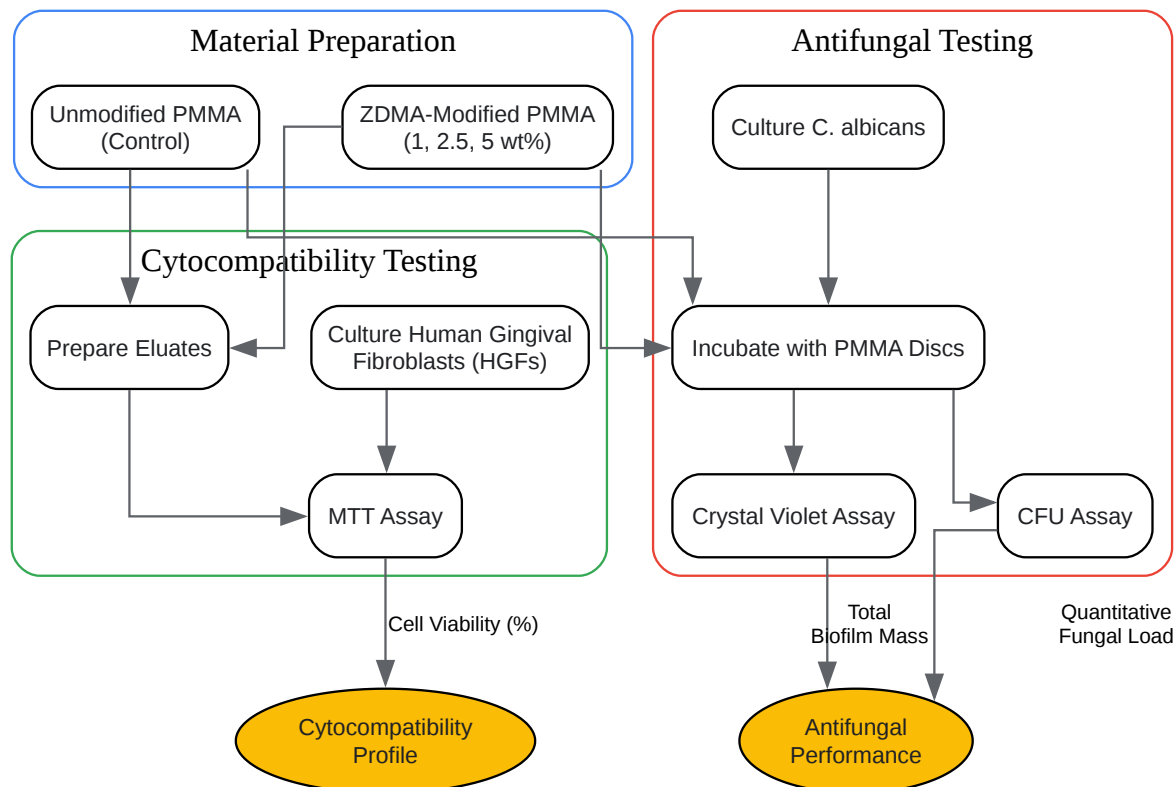 Material Preparation
Unmodified PMMA
(Control)
ZDMA-Modified PMMA
(1, 2.5, 5 wt%)
Antifungal Testing
Culture C. albicans
Cytocompatibility Testing
Prepare Eluates
Culture Human Gingival
Fibroblasts (HGFs)
Incubate with PMMA Discs
MTT Assay
Crystal Violet Assay
CFU Assay
Cell Viability (%)
Total
Biofilm Mass
Quantitative
Fungal Load
Cytocompatibility
Profile
Antifungal
Performance